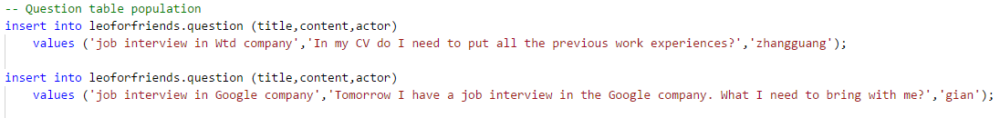 -- Question table population
insert into leoforfriends.question (title,content,actor)
values ('job interview in Wtd company','In my CV do I need to put all the previous work experiences?','zhangguang');
insert into leoforfriends.question (title,content,actor)
values ('job interview in Google company','Tomorrow I have a job interview in the Google company. What I need to bring with me?','gian');